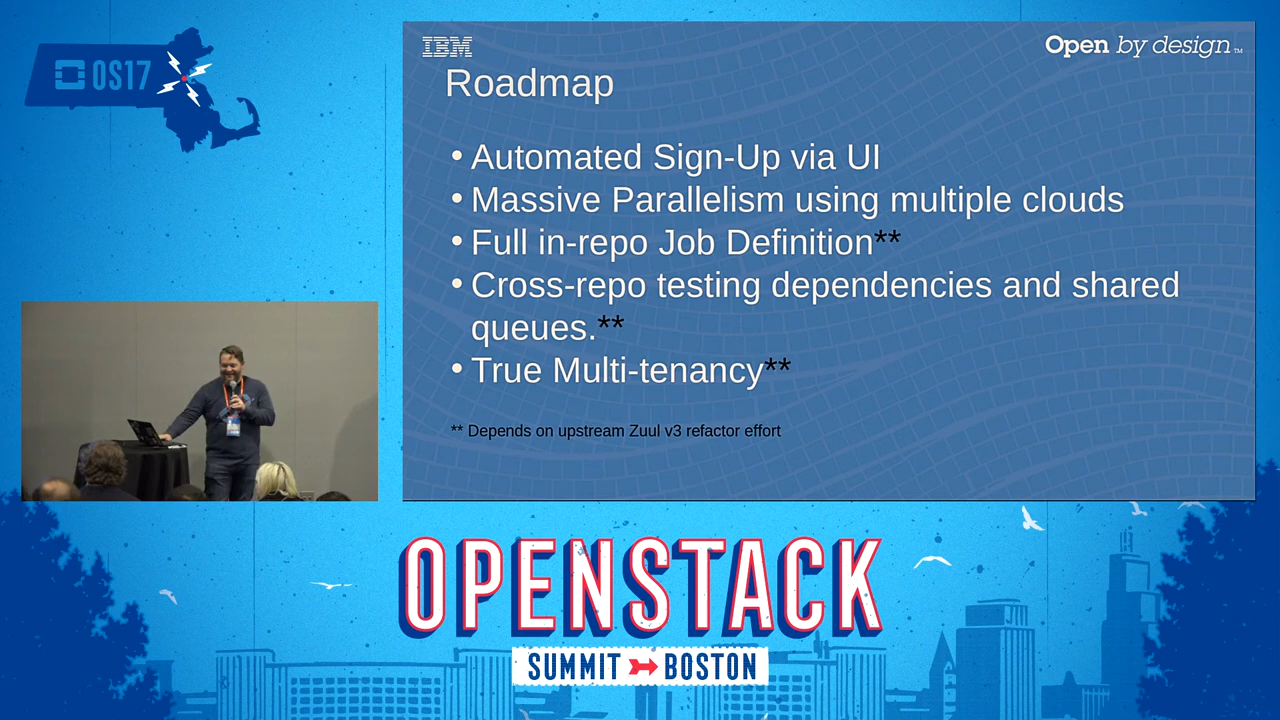 OS17
IBM
Open by design™
Roadmap
• Automated Sign-Up via UI
• Massive Parallelism using multiple clouds
• Full in-repo Job Definition**
• Cross-repo testing dependencies and shared
queues.**
• True Multi-tenancy**
** Depends on upstream Zuul v3 refactor effort
OPENSTACK
SUMMIT BOSTON